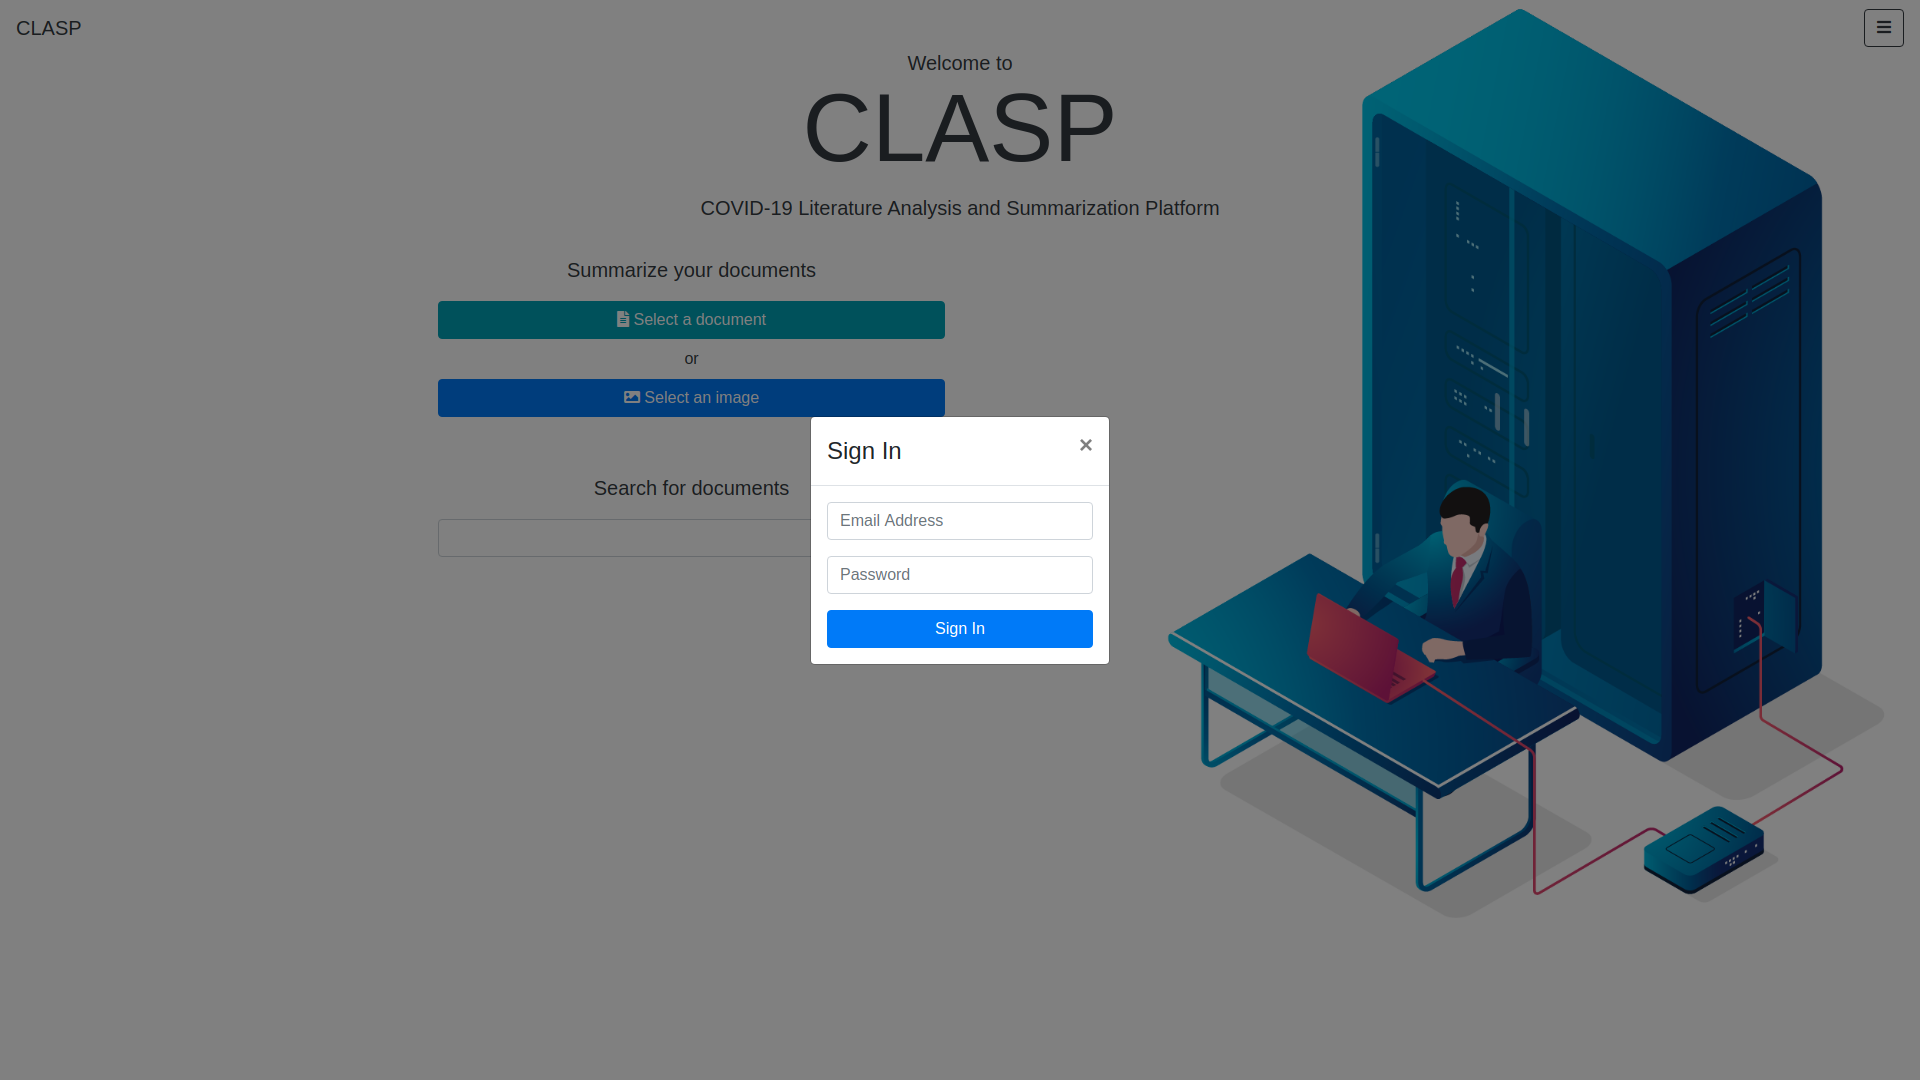 CLASP
Welcome to
CLASP
COVID-19 Literature Analysis and Summarization Platform
Summarize your documents
Select a document
or
Select an image
Search for documents
Sign In
×
Email Address
Password
Sign In